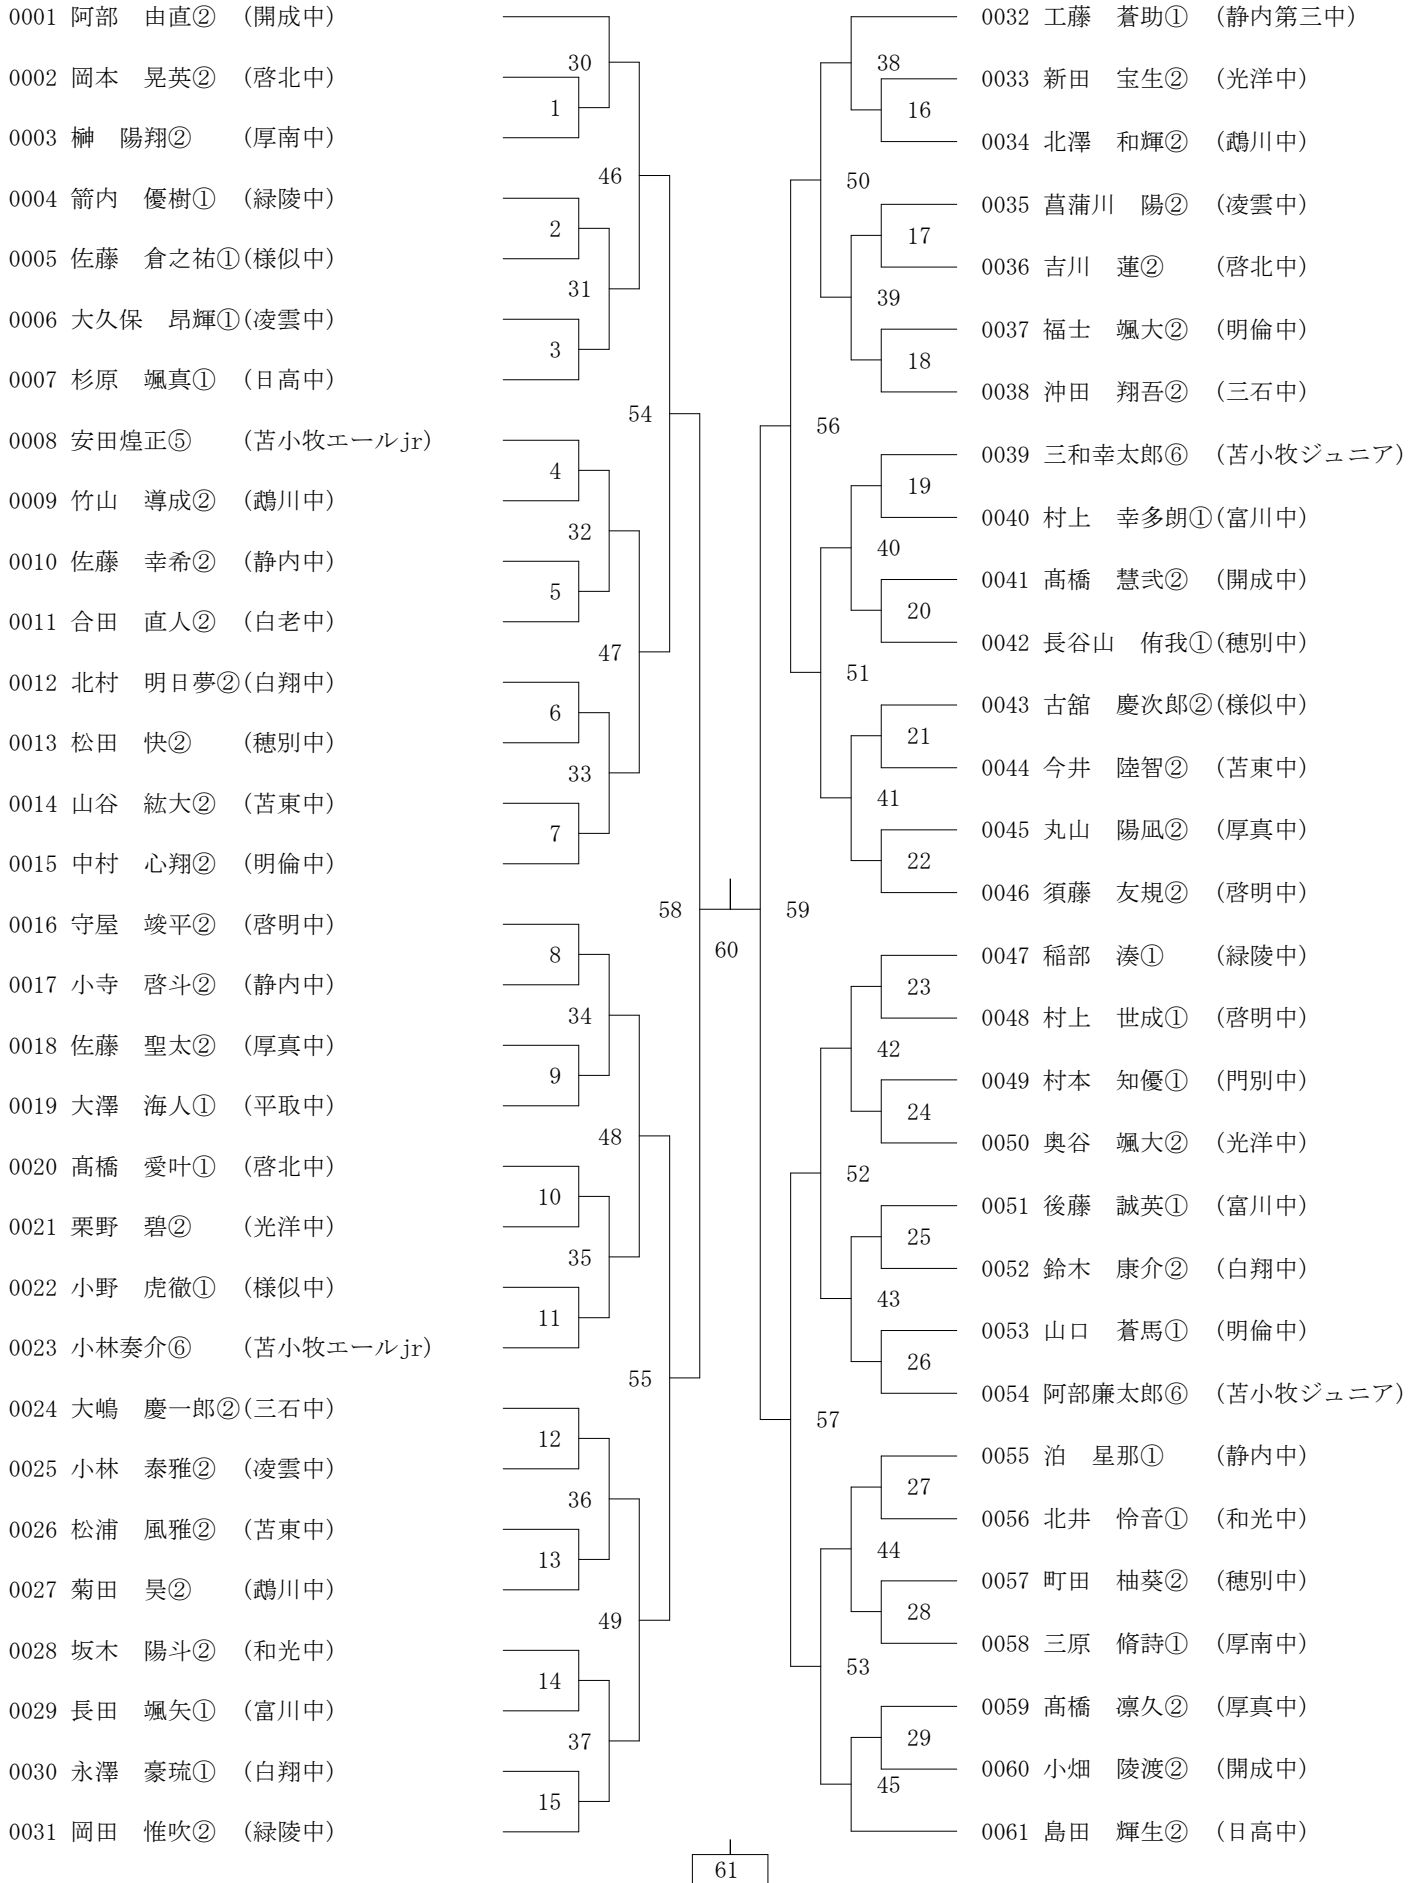 0001 阿部　由直② (開成中)
0002 岡本　晃英② (啓北中)
0003 榊　陽翔② (厚南中)
0004 箭内　優樹① (緑陵中)
0005 佐藤　倉之祐①(様似中)
0006 大久保　昂輝①(凌雲中)
0007 杉原　颯真① (日高中)
0008 安田煌正⑤ (苫小牧エールjr)
0009 竹山　導成② (鵡川中)
0010 佐藤　幸希② (静内中)
0011 合田　直人② (白老中)
0012 北村　明日夢②(白翔中)
0013 松田　快② (穂別中)
0014 山谷　紘大② (苫東中)
0015 中村　心翔② (明倫中)
0016 守屋　竣平② (啓明中)
0017 小寺　啓斗② (静内中)
0018 佐藤　聖太② (厚真中)
0019 大澤　海人① (平取中)
0020 髙橋　愛叶① (啓北中)
0021 栗野　碧② (光洋中)
0022 小野　虎徹① (様似中)
0023 小林奏介⑥ (苫小牧エールjr)
0024 大嶋　慶一郎②(三石中)
0025 小林　泰雅② (凌雲中)
0026 松浦　風雅② (苫東中)
0027 菊田　昊② (鵡川中)
0028 坂木　陽斗② (和光中)
0029 長田　颯矢① (富川中)
0030 永澤　豪琉① (白翔中)
0031 岡田　惟吹② (緑陵中)
1
2
3
4
5
6
7
8
9
10
11
12
13
14
15
30
31
32
33
34
35
36
37
46
47
48
49
54
55
58
60
61
59
56
57
50
51
52
53
38
39
40
41
42
43
44
45
16
17
18
19
20
21
22
23
24
25
26
27
28
29
0032 工藤　蒼助① (静内第三中)
0033 新田　宝生② (光洋中)
0034 北澤　和輝② (鵡川中)
0035 菖蒲川　陽② (凌雲中)
0036 吉川　蓮② (啓北中)
0037 福士　颯大② (明倫中)
0038 沖田　翔吾② (三石中)
0039 三和幸太郎⑥ (苫小牧ジュニア)
0040 村上　幸多朗①(富川中)
0041 髙橋　慧弐② (開成中)
0042 長谷山　侑我①(穂別中)
0043 古舘　慶次郎②(様似中)
0044 今井　陸智② (苫東中)
0045 丸山　陽凪② (厚真中)
0046 須藤　友規② (啓明中)
0047 稲部　湊① (緑陵中)
0048 村上　世成① (啓明中)
0049 村本　知優① (門別中)
0050 奥谷　颯大② (光洋中)
0051 後藤　誠英① (富川中)
0052 鈴木　康介② (白翔中)
0053 山口　蒼馬① (明倫中)
0054 阿部廉太郎⑥ (苫小牧ジュニア)
0055 泊　星那① (静内中)
0056 北井　怜音① (和光中)
0057 町田　柚葵② (穂別中)
0058 三原　脩詩① (厚南中)
0059 髙橋　凛久② (厚真中)
0060 小畑　陵渡② (開成中)
0061 島田　輝生② (日高中)